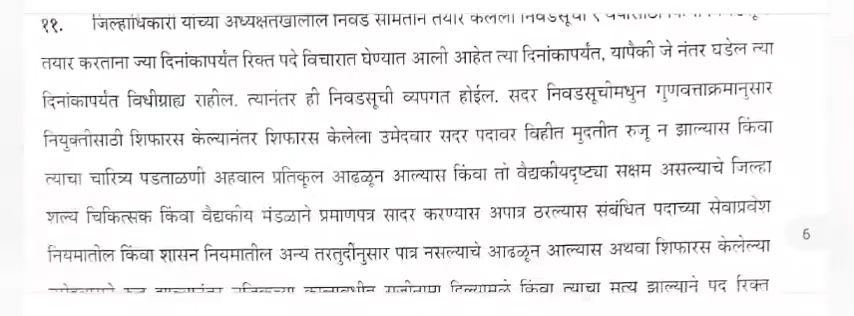 ११. जिल्हाधिकारी यांच्या अध्यक्षतेखालील निवड समितीने तयार केलेली निवडसूची १
तयार करताना ज्या दिनांकापर्यंत रिक्त पदे विचारात घेण्यात आली आहेत त्या दिनांकापर्यंत, यापैकी जे नंतर घडेल त्या
दिनांकापर्यंत विधीग्राह्य राहील. त्यानंतर ही निवडसूची व्यपगत होईल. सदर निवडसूचीमधुन गुणवत्ताक्रमानुसार
नियुक्तीसाठी शिफारस केल्यानंतर शिफारस केलेला उमेदवार सदर पदावर विहीत मुदतीत रुजू न झाल्यास किंवा
त्याचा चारित्र्य पडताळणी अहवाल प्रतिकूल आढळून आल्यास किंवा तो वैद्यकीयदृष्ट्या सक्षम असल्याचे जिल्हा
शल्य चिकित्सक किंवा वैद्यकीय मंडळाने प्रमाणपत्र सादर करण्यास अपात्र ठरल्यास संबंधित पदाच्या सेवाप्रवेश
नियमातील किंवा शासन नियमातील अन्य तरतुदींनुसार पात्र नसल्याचे आढळून आल्यास अथवा शिफारस केलेल्या
राजीनामा दिल्यामुळे किंवा त्याचा मृत्यू झाल्याने पद रिक्त
6